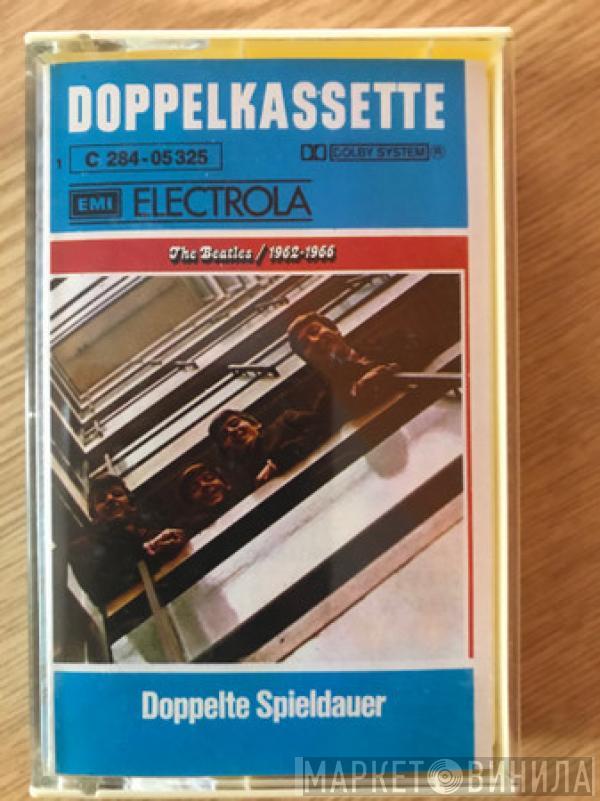 DOPPELKASSETTE
1 C 284-05325 DOLBY SYSTEM ®
EMI ELECTROLA
The Beatles / 1962-1966
Doppelte Spieldauer
МАРКЕТ ВИНИЛА